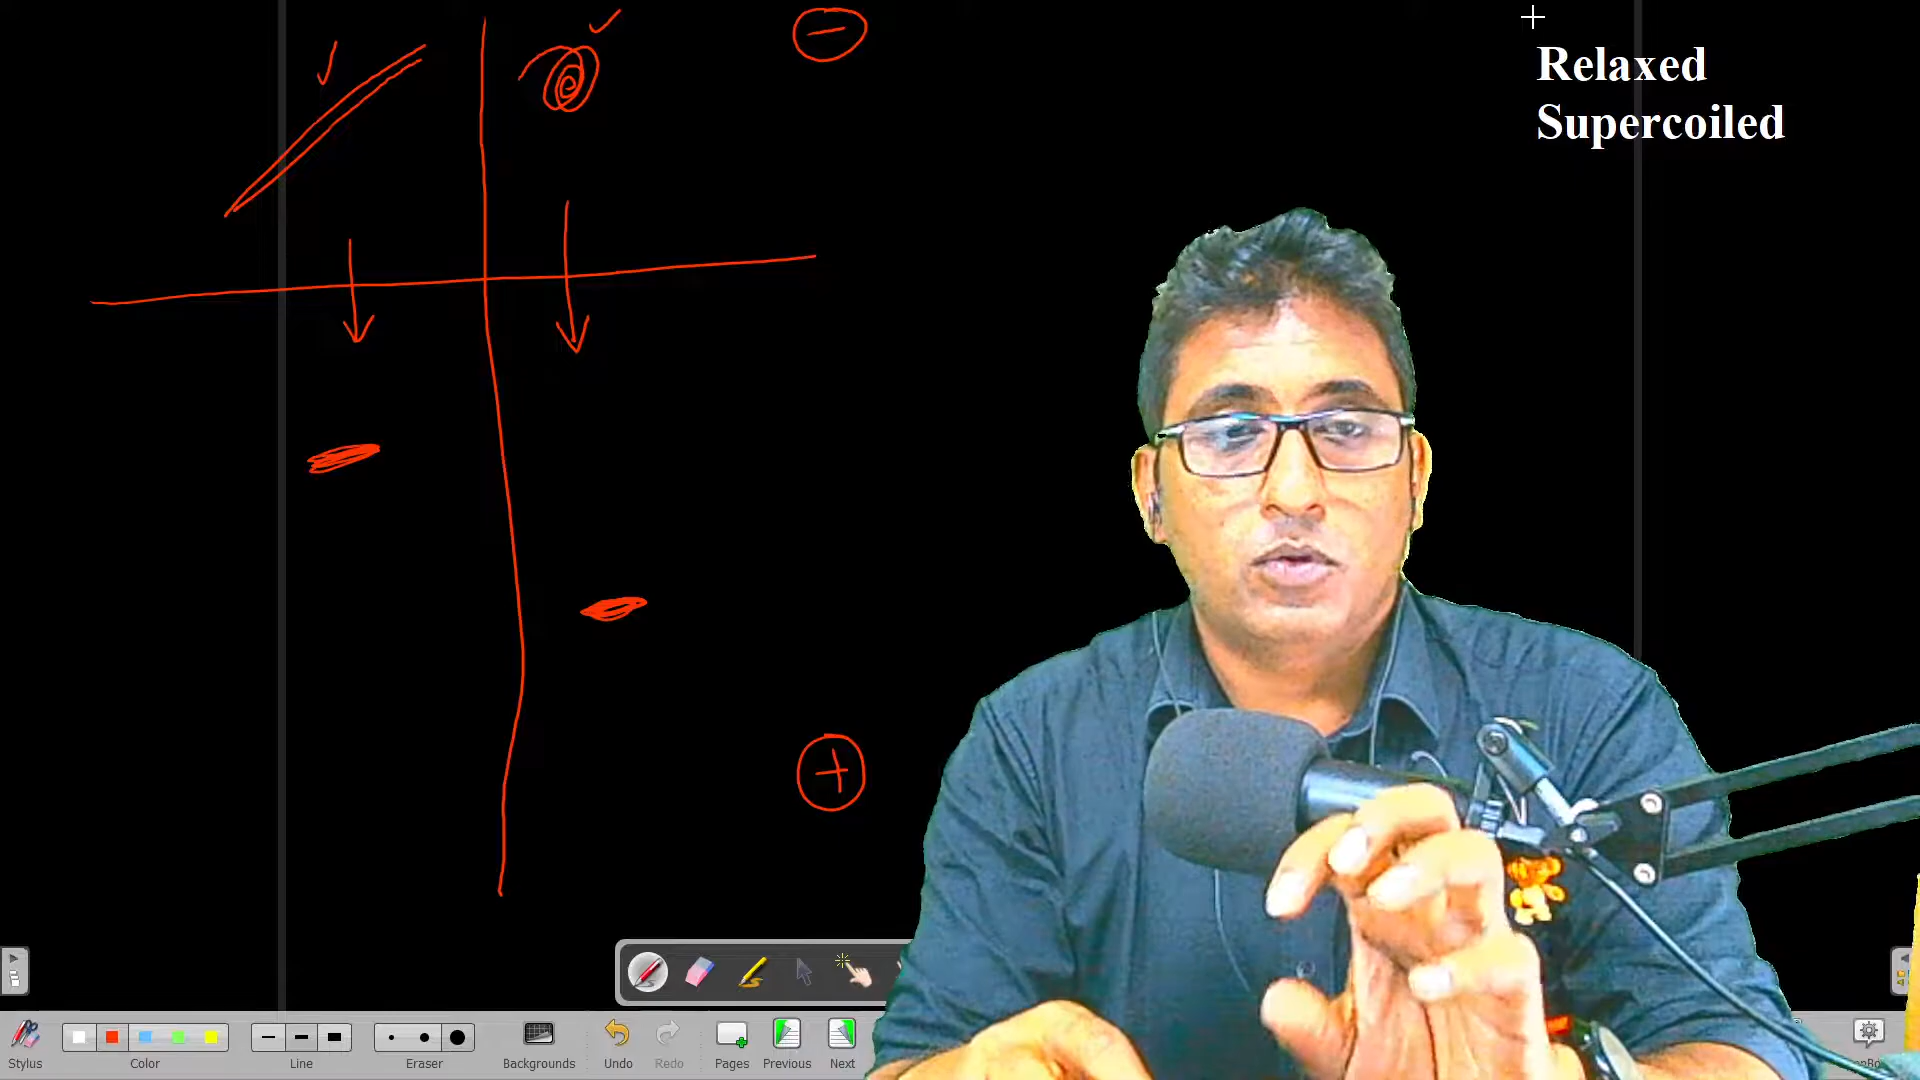 −
Relaxed
Supercoiled
+
Stylus
Color
Line
Eraser
Backgrounds
Undo
Redo
Pages
Previous
Next